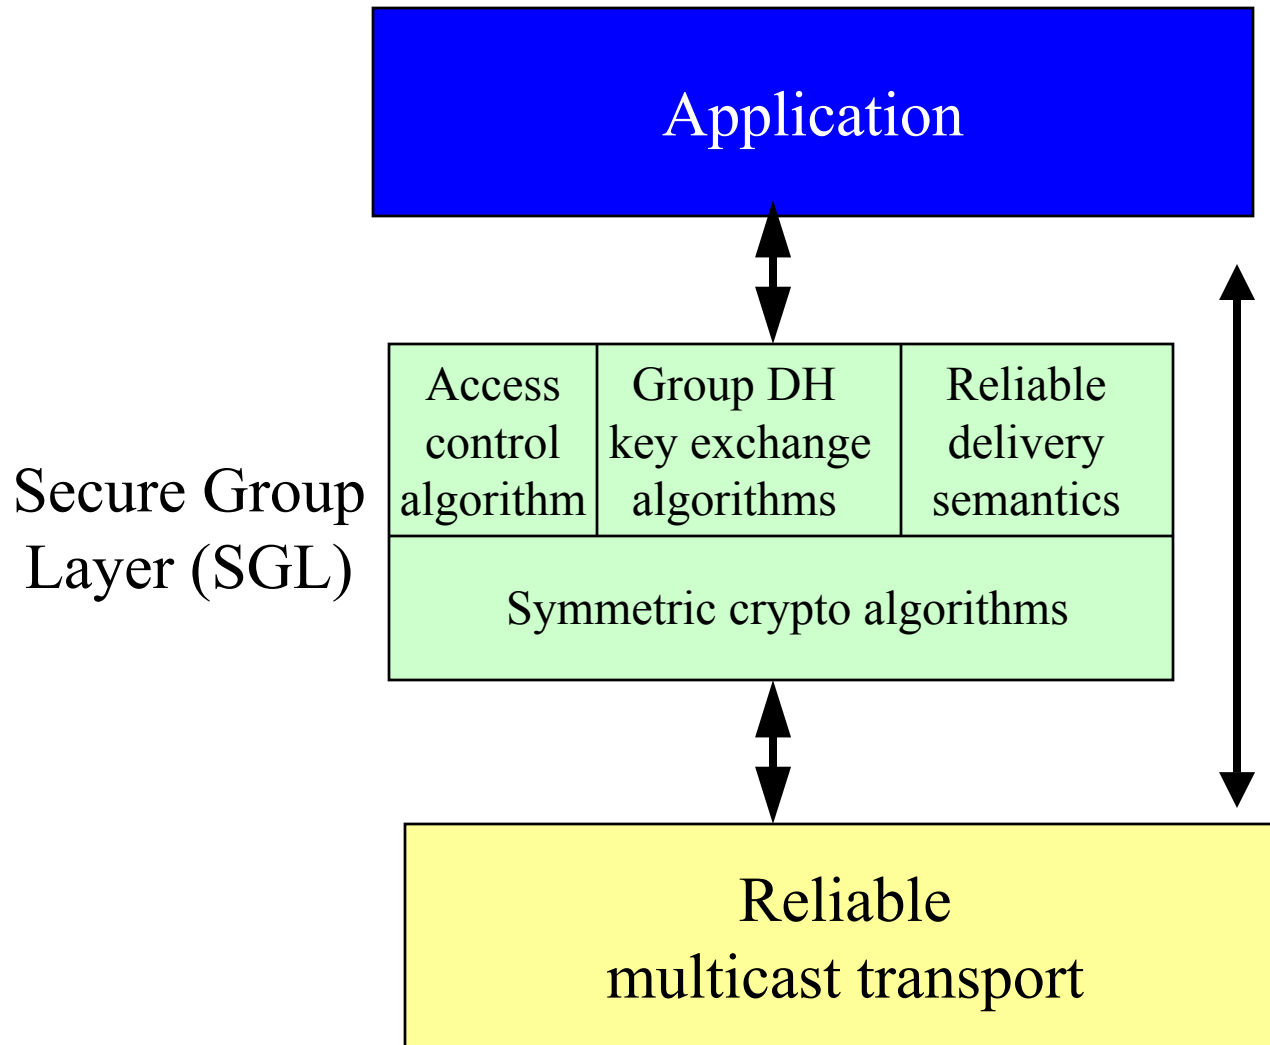 Application
Access
control
algorithm
Group DH
key exchange
algorithms
Reliable
delivery
semantics
Secure Group
Layer (SGL)
Symmetric crypto algorithms
Reliable
multicast transport